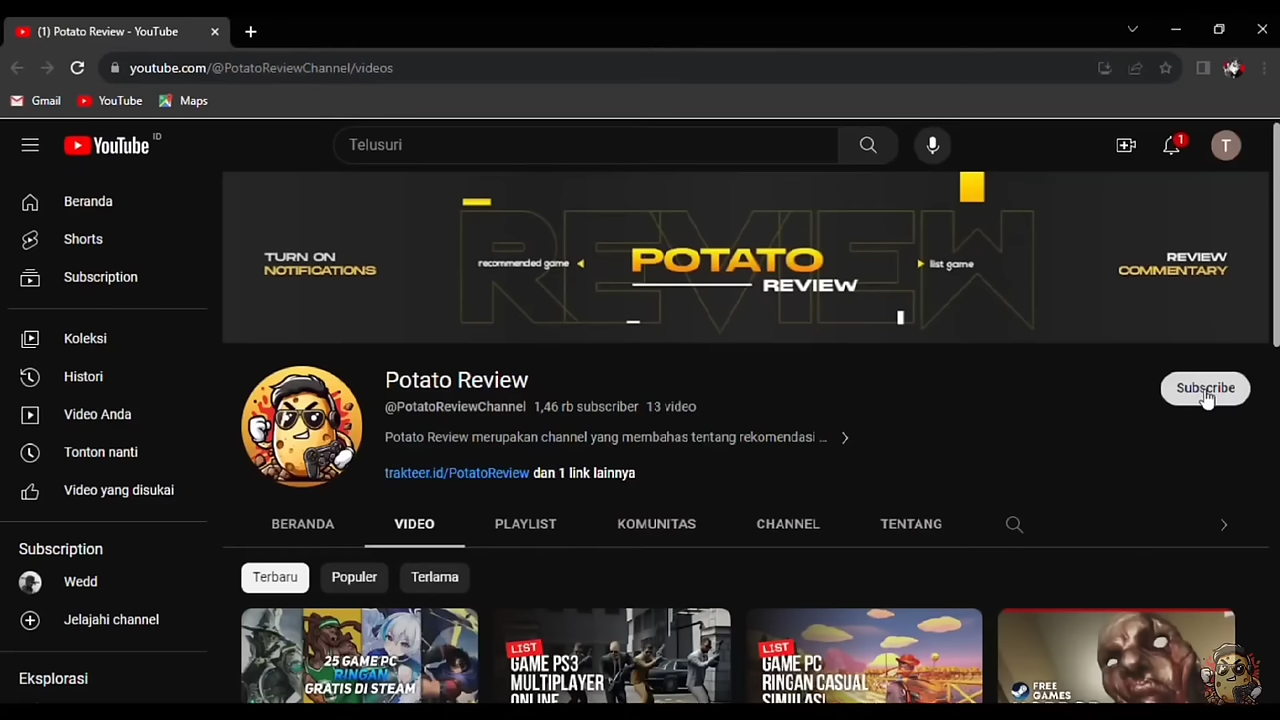 (1) Potato Review - YouTube
youtube.com/@PotatoReviewChannel/videos
Gmail YouTube Maps
YouTube ID
Telusuri
1
T
Beranda
Shorts
Subscription
Koleksi
Histori
Video Anda
Tonton nanti
Video yang disukai
Subscription
Wedd
Jelajahi channel
Eksplorasi
REVIEW
TURN ON
NOTIFICATIONS
recommended game
POTATO
REVIEW
list game
REVIEW
COMMENTARY
Potato Review
@PotatoReviewChannel 1,46 rb subscriber 13 video
Potato Review merupakan channel yang membahas tentang rekomendasi ...
trakteer.id/PotatoReview dan 1 link lainnya
Subscribe
BERANDA VIDEO PLAYLIST KOMUNITAS CHANNEL TENTANG
Terbaru Populer Terlama
25 GAME PC
RINGAN
GRATIS DI STEAM
LIST
GAME PS3
MULTIPLAYER
ONLINE
LIST
GAME PC
RINGAN CASUAL
SIMULASI
FREE
GAMES